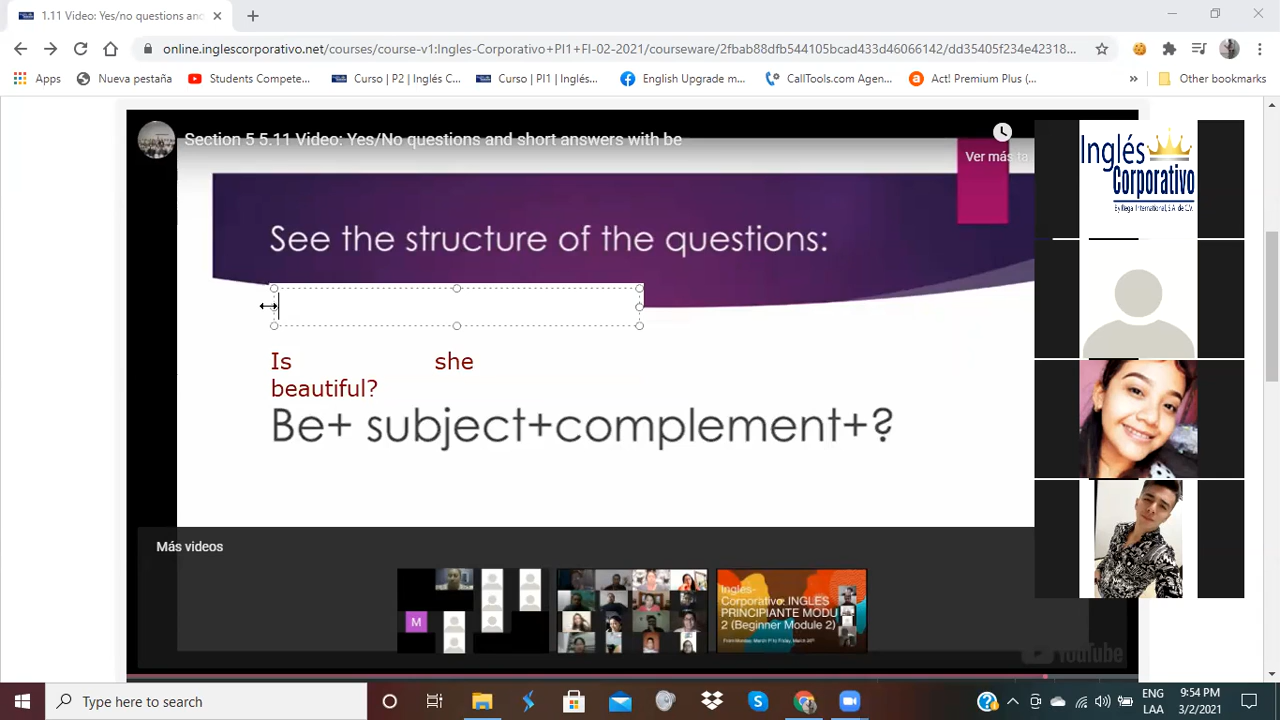 1.11 Video: Yes/no questions and
online.inglescorporativo.net/courses/course-v1:Ingles-Corporativo+PI1+FI-02-2021/courseware/2fbab88dfb544105bcad433d46066142/dd35405f234e42318...
Apps
Nueva pestaña
Students Compete...
Curso | P2 | Inglés C...
Curso | PI1 | Inglés...
English Upgrade m...
CallTools.com Agen...
Act! Premium Plus (...
»
Other bookmarks
Section 5 5.11 Video: Yes/No questions and short answers with be
Ver más ta
See the structure of the questions:
Is she
beautiful?
Be+ subject+complement+?
Inglés
Corporativo
Más videos
M
Inglés-
Corporativo: INGLÉS
PRINCIPIANTE MODU
2 (Beginner Module 2)
YouTube
Type here to search
ENG
LAA
9:54 PM
3/2/2021